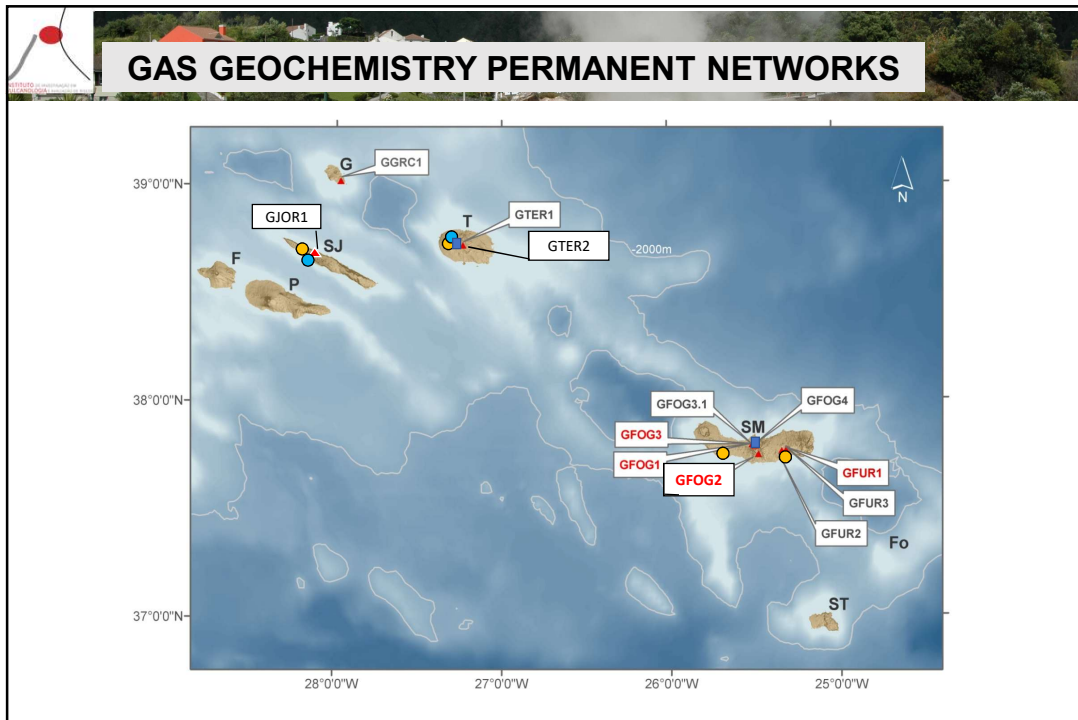 GAS GEOCHEMISTRY PERMANENT NETWORKS
G
GGRC1
39°0'0"N
GJOR1
T
GTER1
GTER2
SJ
-2000m
N
F
P
38°0'0"N
GFOG3.1
GFOG4
SM
GFOG3
GFOG1
GFOG2
GFUR1
GFUR3
GFUR2
Fo
ST
37°0'0"N
28°0'0"W
27°0'0"W
26°0'0"W
25°0'0"W